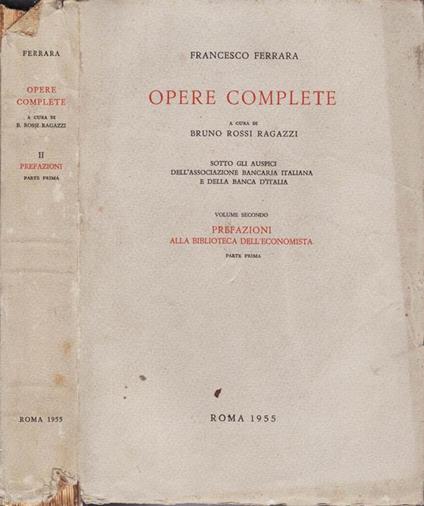 FERRARA
OPERE
COMPLETE
A CURA DI
B. ROSSI RAGAZZI
II
PREFAZIONI
PARTE PRIMA
ROMA 1955
FRANCESCO FERRARA
OPERE COMPLETE
A CURA DI
BRUNO ROSSI RAGAZZI
SOTTO GLI AUSPICI
DELL'ASSOCIAZIONE BANCARIA ITALIANA
E DELLA BANCA D'ITALIA
VOLUME SECONDO
PREFAZIONI
ALLA BIBLIOTECA DELL'ECONOMISTA
PARTE PRIMA
ROMA 1955